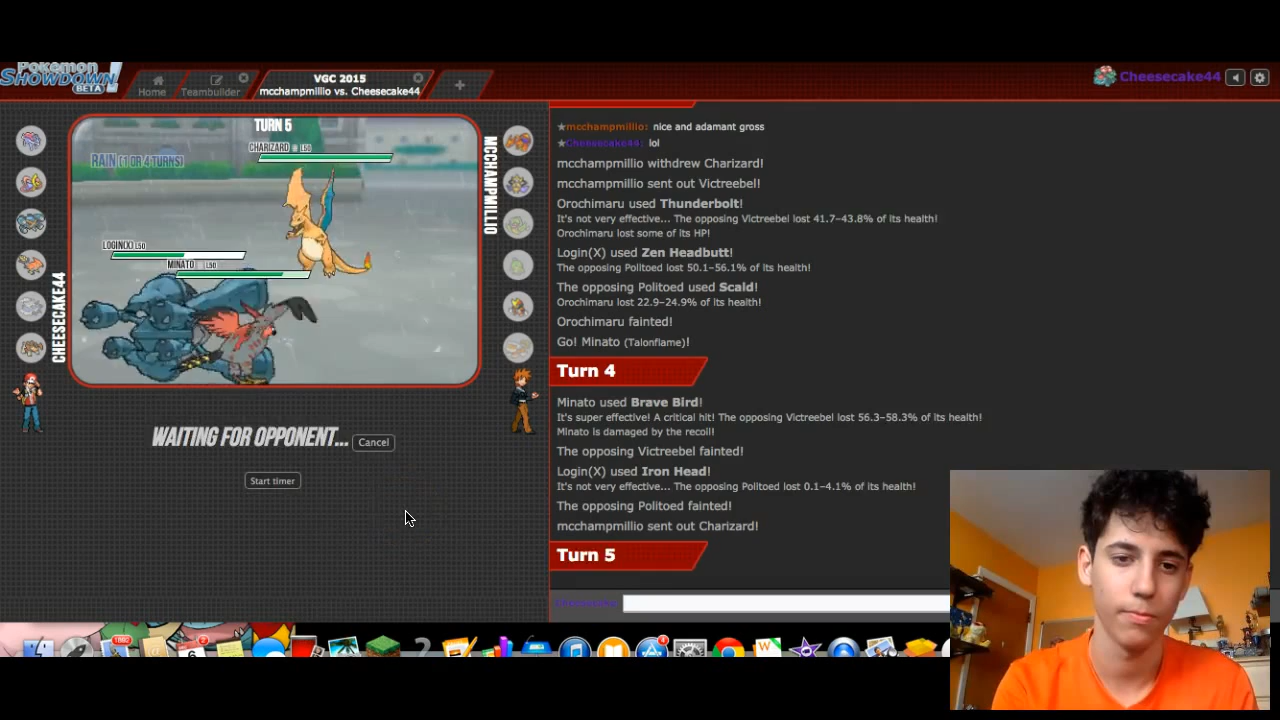 Pokémon
SHOWDOWN!
BETA
Home
Teambuilder
VGC 2015
mcchampmillio vs. Cheesecake44
+
Cheesecake44
TURN 5
RAIN (1 OR 4 TURNS)
CHARIZARD L50
LOGIN(X) L50
MINATO L50
CHEESECAKE44
MCCHAMPMILLIO
WAITING FOR OPPONENT...
Cancel
Start timer
★mcchampmillio: nice and adamant gross
★Cheesecake44: lol
mcchampmillio withdrew Charizard!
mcchampmillio sent out Victreebel!
Orochimaru used Thunderbolt!
It's not very effective... The opposing Victreebel lost 41.7–43.8% of its health!
Orochimaru lost some of its HP!
Login(X) used Zen Headbutt!
The opposing Politoed lost 50.1–56.1% of its health!
The opposing Politoed used Scald!
Orochimaru lost 22.9–24.9% of its health!
Orochimaru fainted!
Go! Minato (Talonflame)!
Turn 4
Minato used Brave Bird!
It's super effective! A critical hit! The opposing Victreebel lost 56.3–58.3% of its health!
Minato is damaged by the recoil!
The opposing Victreebel fainted!
Login(X) used Iron Head!
It's not very effective... The opposing Politoed lost 0.1–4.1% of its health!
The opposing Politoed fainted!
mcchampmillio sent out Charizard!
Turn 5